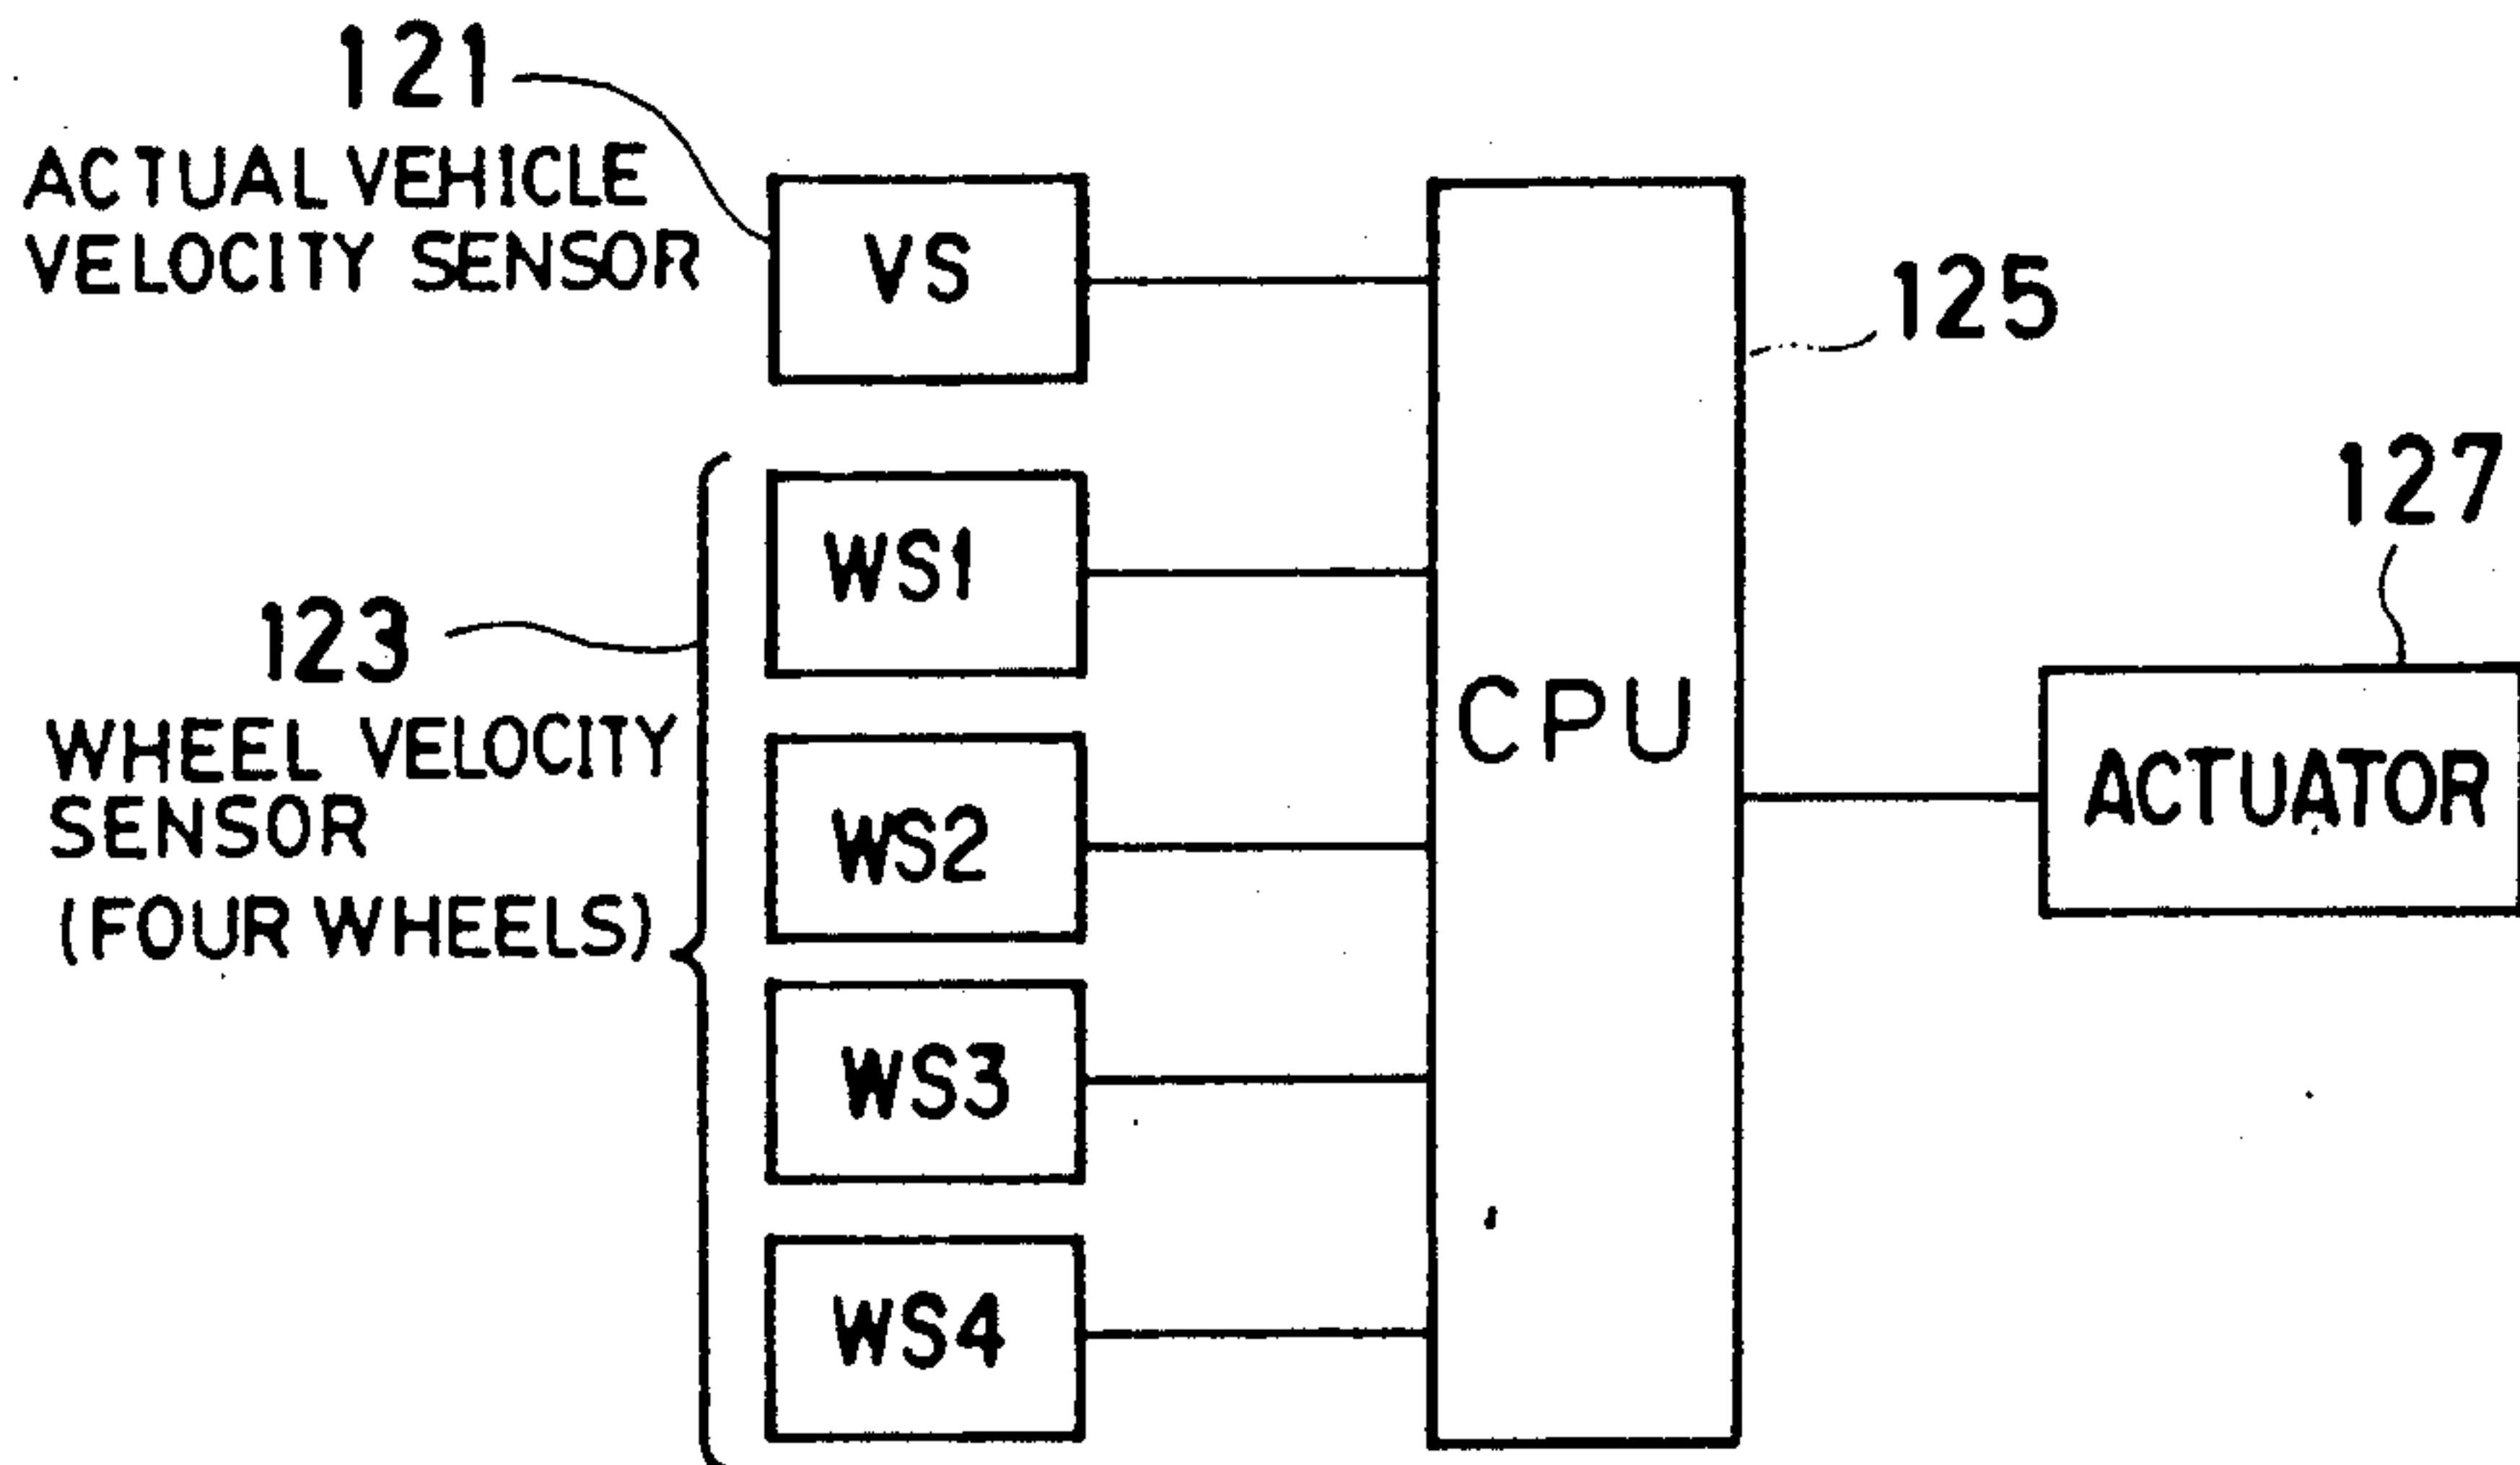 121
ACTUAL VEHICLE
VELOCITY SENSOR
VS
125
127
WS1
123
WHEEL VELOCITY
SENSOR
(FOUR WHEELS)
CPU
ACTUATOR
WS2
WS3
WS4